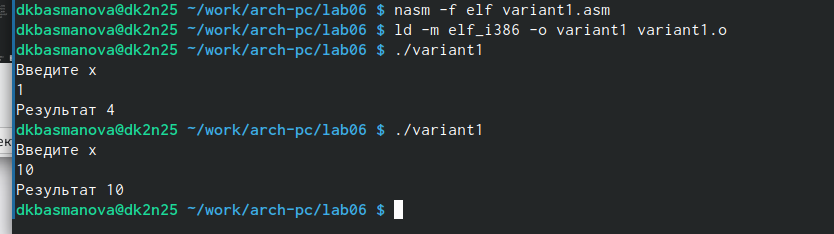 dkbasmanova@dk2n25 ~/work/arch-pc/lab06 $ nasm -f elf variant1.asm
dkbasmanova@dk2n25 ~/work/arch-pc/lab06 $ ld -m elf_i386 -o variant1 variant1.o
dkbasmanova@dk2n25 ~/work/arch-pc/lab06 $ ./variant1
Введите x
1
Результат 4
dkbasmanova@dk2n25 ~/work/arch-pc/lab06 $ ./variant1
Введите x
10
Результат 10
dkbasmanova@dk2n25 ~/work/arch-pc/lab06 $